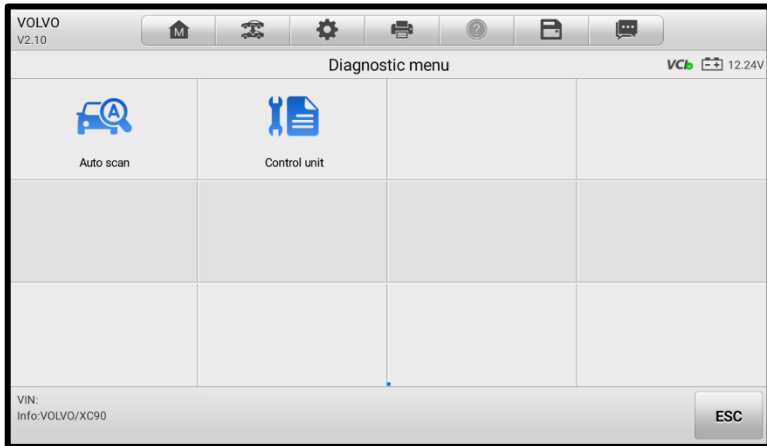 VOLVO
V2.10
M
?
Diagnostic menu
VCI 12.24V
A
Auto scan
Control unit
VIN:
Info:VOLVO/XC90
ESC